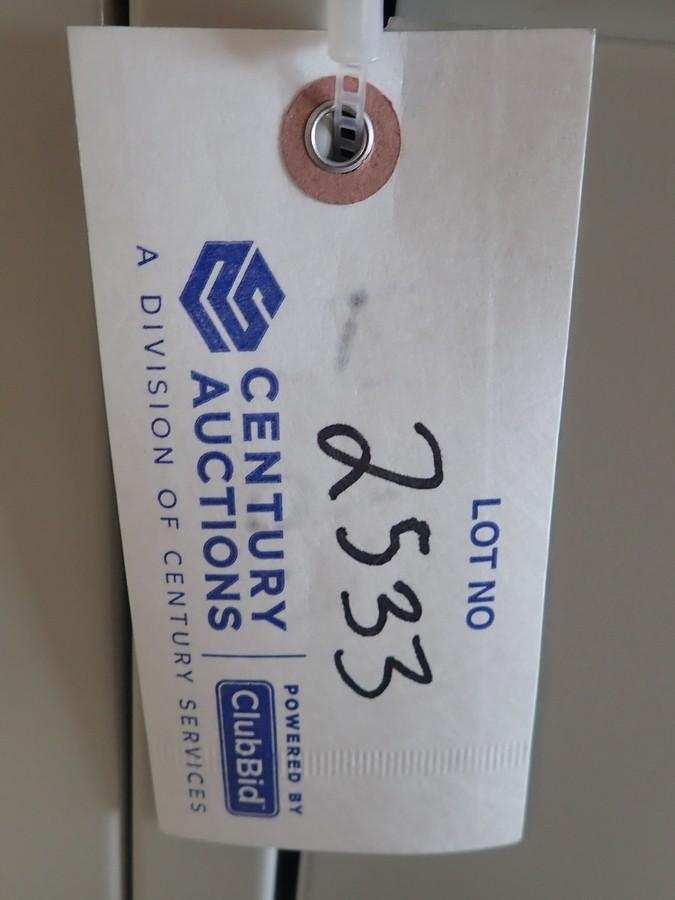 LOT NO
2533
CENTURY
AUCTIONS
POWERED BY
ClubBid
A DIVISION OF CENTURY SERVICES